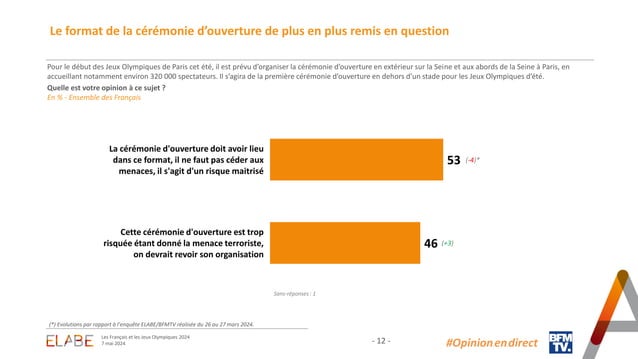 Le format de la cérémonie d’ouverture de plus en plus remis en question
Pour le début des Jeux Olympiques de Paris cet été, il est prévu d’organiser la cérémonie d’ouverture en extérieur sur la Seine et aux abords de la Seine à Paris, en
accueillant notamment environ 320 000 spectateurs. Il s’agira de la première cérémonie d’ouverture en dehors d’un stade pour les Jeux Olympiques d’été.
Quelle est votre opinion à ce sujet ?
En % - Ensemble des Français
La cérémonie d’ouverture doit avoir lieu
dans ce format, il ne faut pas céder aux
menaces, il s’agit d’un risque maitrisé
53 (-4)*
Cette cérémonie d’ouverture est trop
risquée étant donné la menace terroriste,
on devrait revoir son organisation
46 (+3)
Sans-réponses : 1
(*) Evolutions par rapport à l’enquête ELABE/BFMTV réalisée du 26 au 27 mars 2024.
ELABE
Les Français et les Jeux Olympiques 2024
7 mai 2024
- 12 -
#Opinionendirect
BFM
TV.